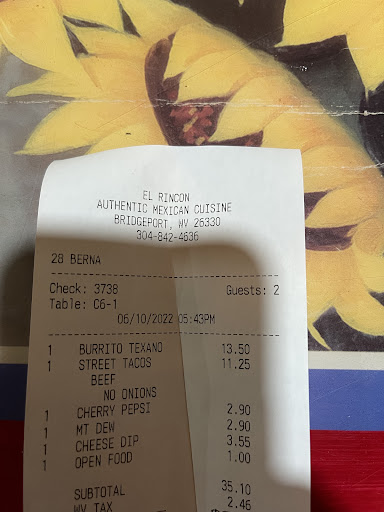 EL RINCON
AUTHENTIC MEXICAN CUISINE
BRIDGEPORT, WV 26330
304-842-4636
28 BERNA
Check: 3738 Guests: 2
Table: C6-1
06/10/2022 05:43PM
1 BURRITO TEXANO 13.50
1 STREET TACOS 11.25
BEEF
NO ONIONS
1 CHERRY PEPSI 2.90
1 MT DEW 2.90
1 CHEESE DIP 3.55
1 OPEN FOOD 1.00
SUBTOTAL 35.10
WV TAX 2.46